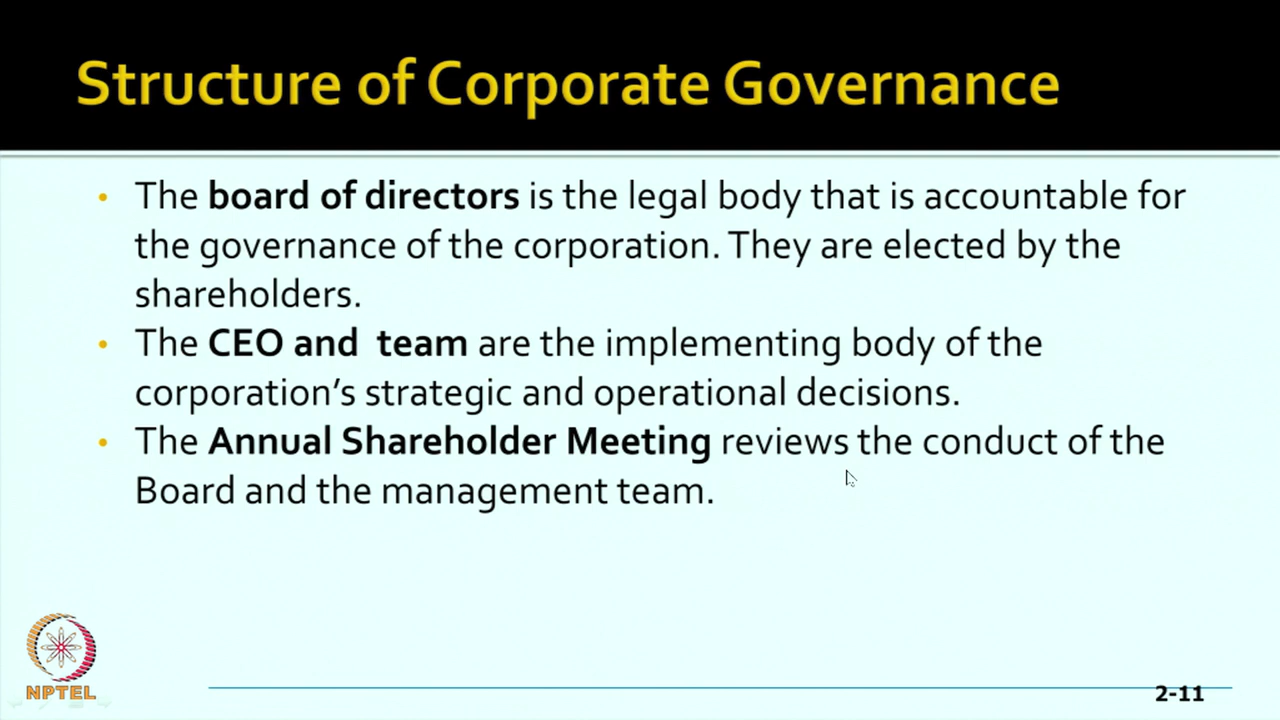 Structure of Corporate Governance
• The board of directors is the legal body that is accountable for
the governance of the corporation. They are elected by the
shareholders.
• The CEO and  team are the implementing body of the
corporation’s strategic and operational decisions.
• The Annual Shareholder Meeting reviews the conduct of the
Board and the management team.
NPTEL
2-11